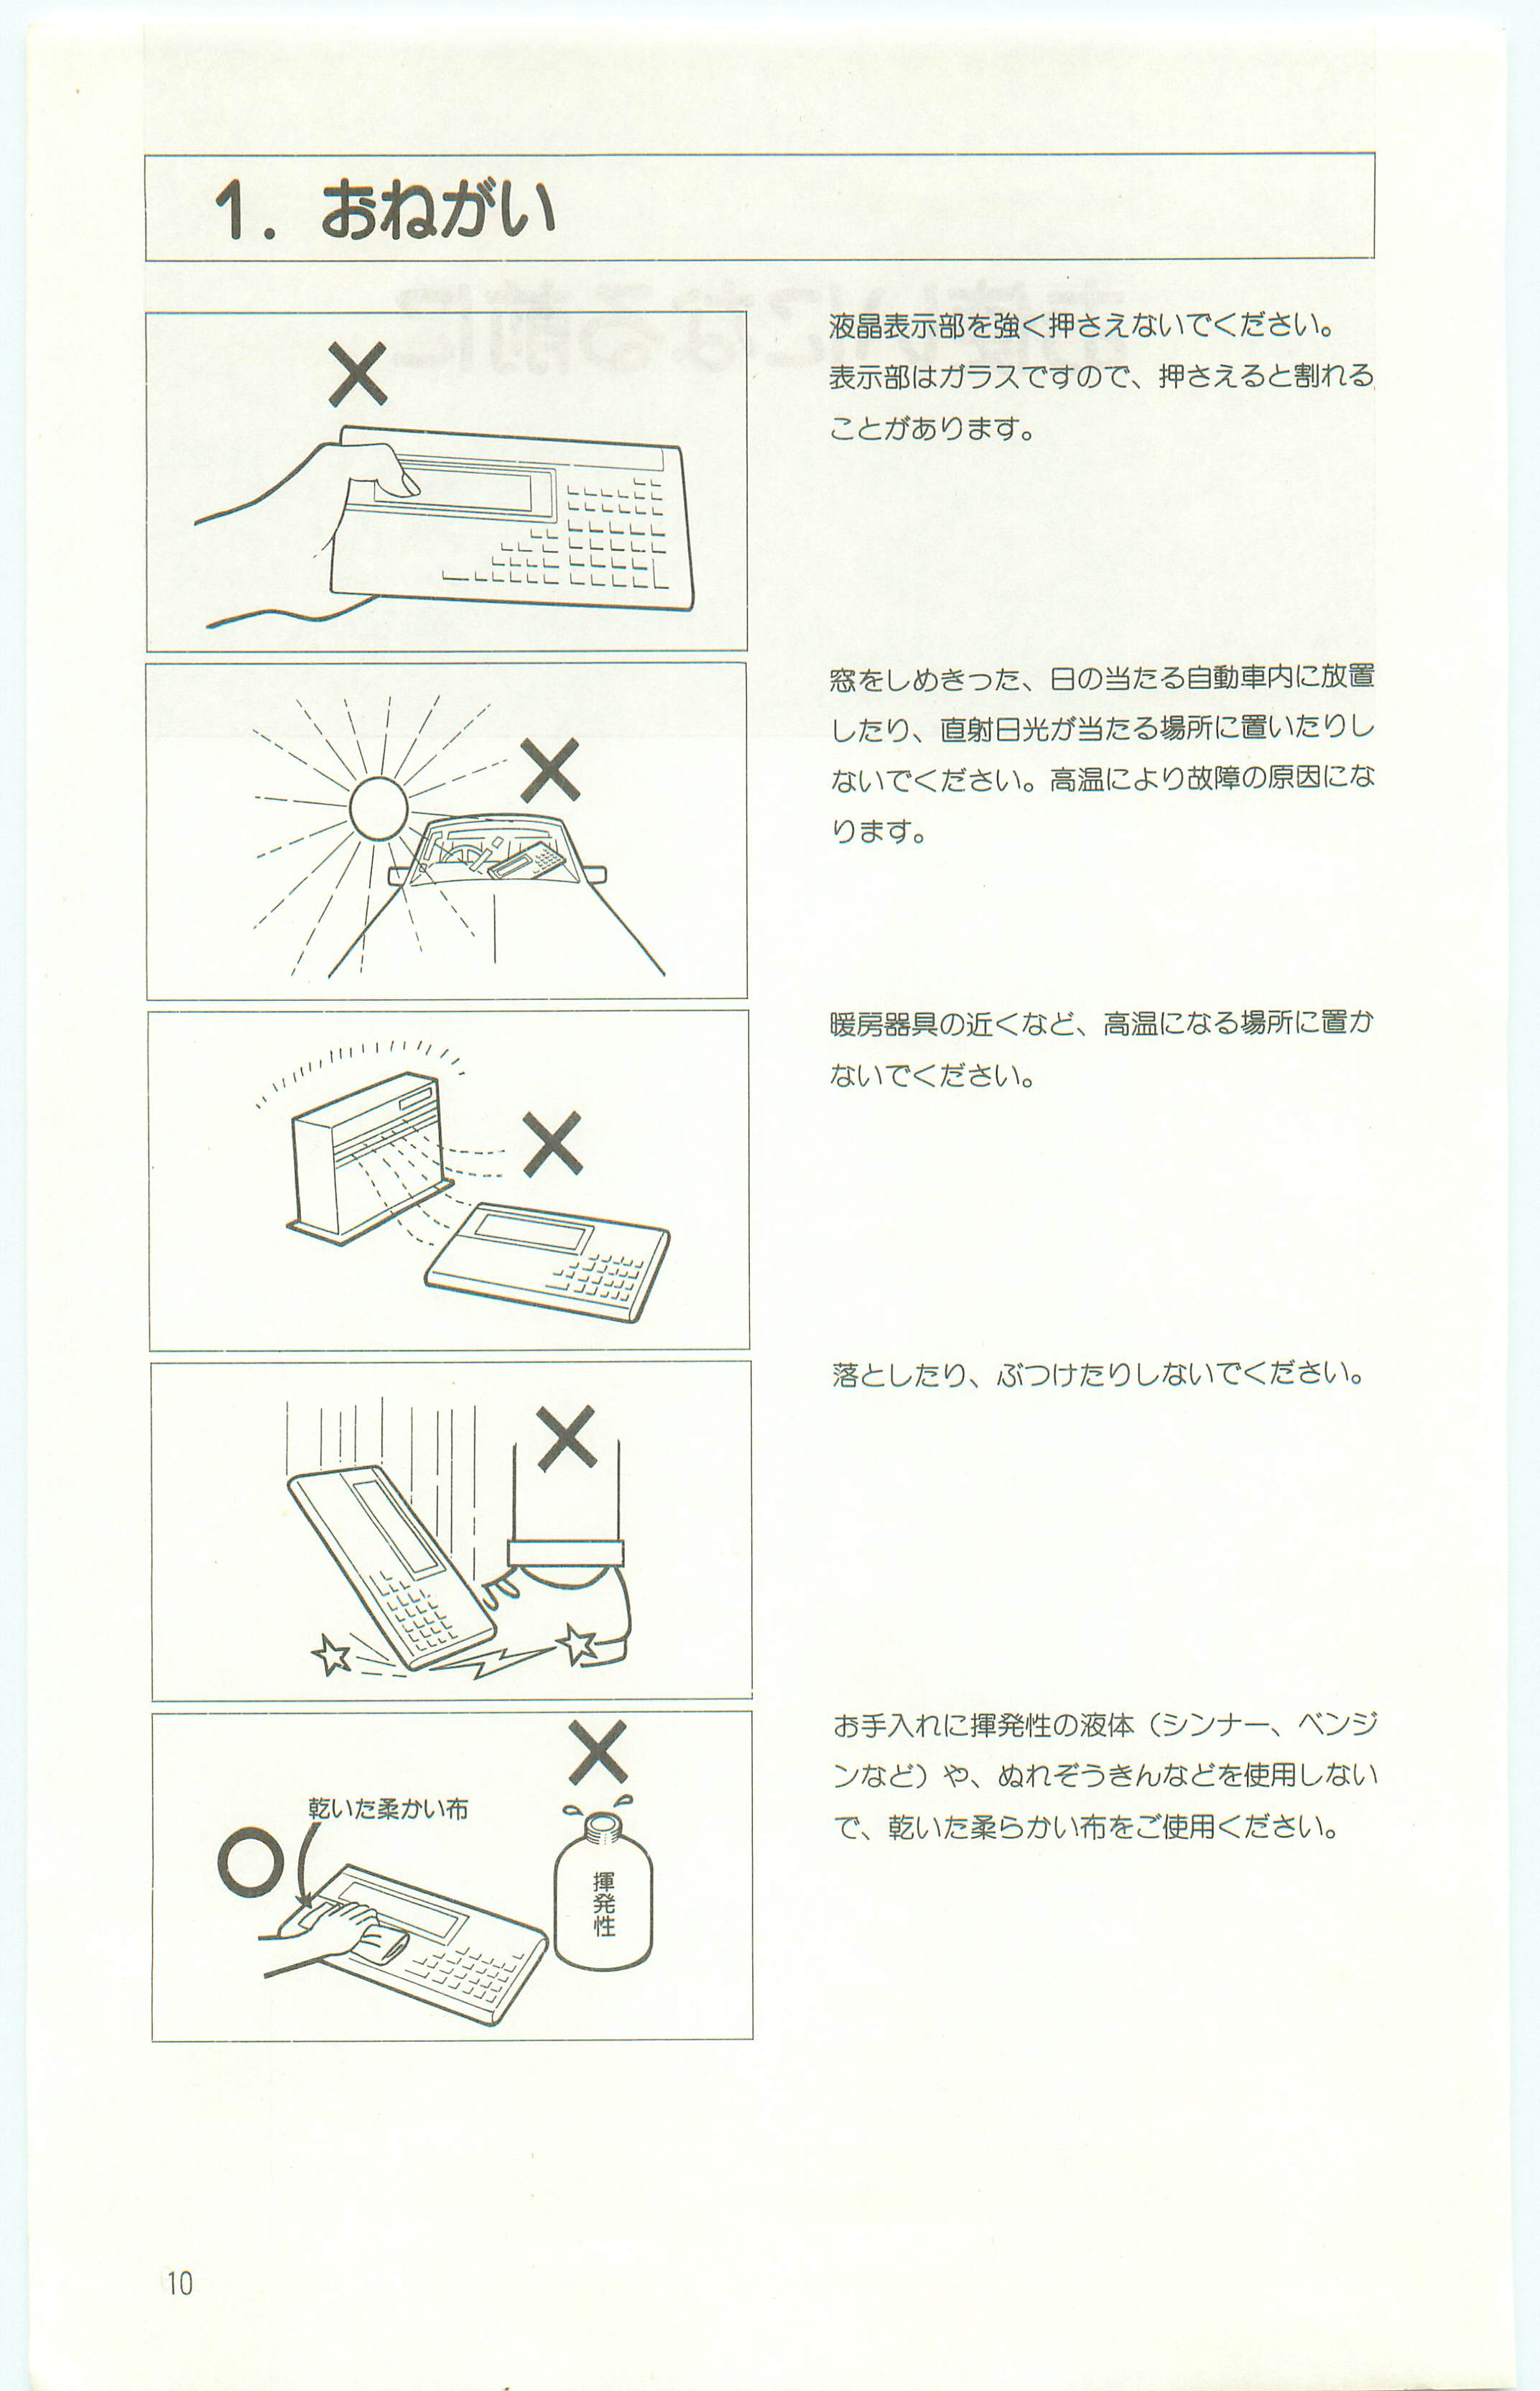 1. おねがい
液晶表示部を強く押さえないでください。
表示部はガラスですので、押さえると割れる
ことがあります。
窓をしめきった、日の当たる自動車内に放置
したり、直射日光が当たる場所に置いたりし
ないでください。高温により故障の原因にな
ります。
暖房器具の近くなど、高温になる場所に置か
ないでください。
落としたり、ぶつけたりしないでください。
お手入れに揮発性の液体（シンナー、ベンジ
ンなど）や、ぬれぞうきんなどを使用しない
で、乾いた柔らかい布をご使用ください。
乾いた柔かい布
揮発性
10